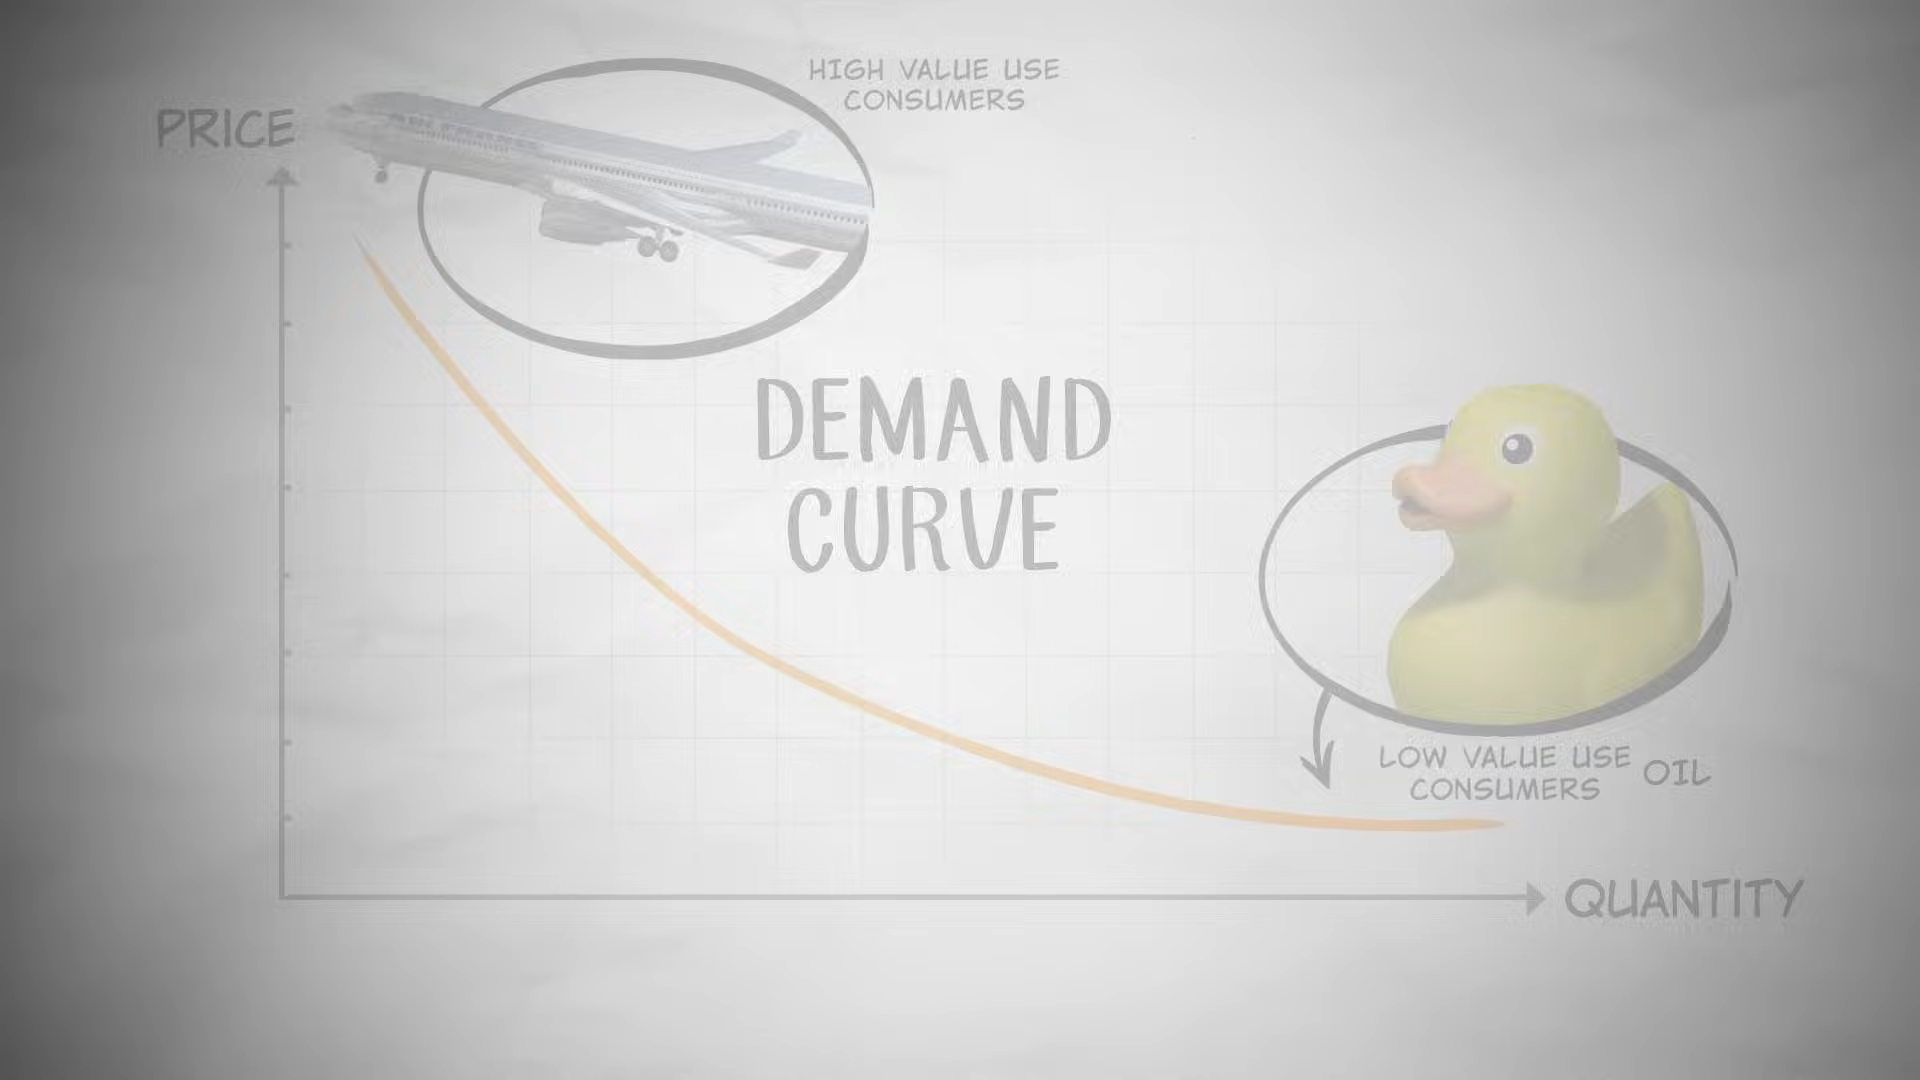 HIGH VALUE USE
CONSUMERS
PRICE
DEMAND
CURVE
LOW VALUE USE
CONSUMERS
OIL
QUANTITY